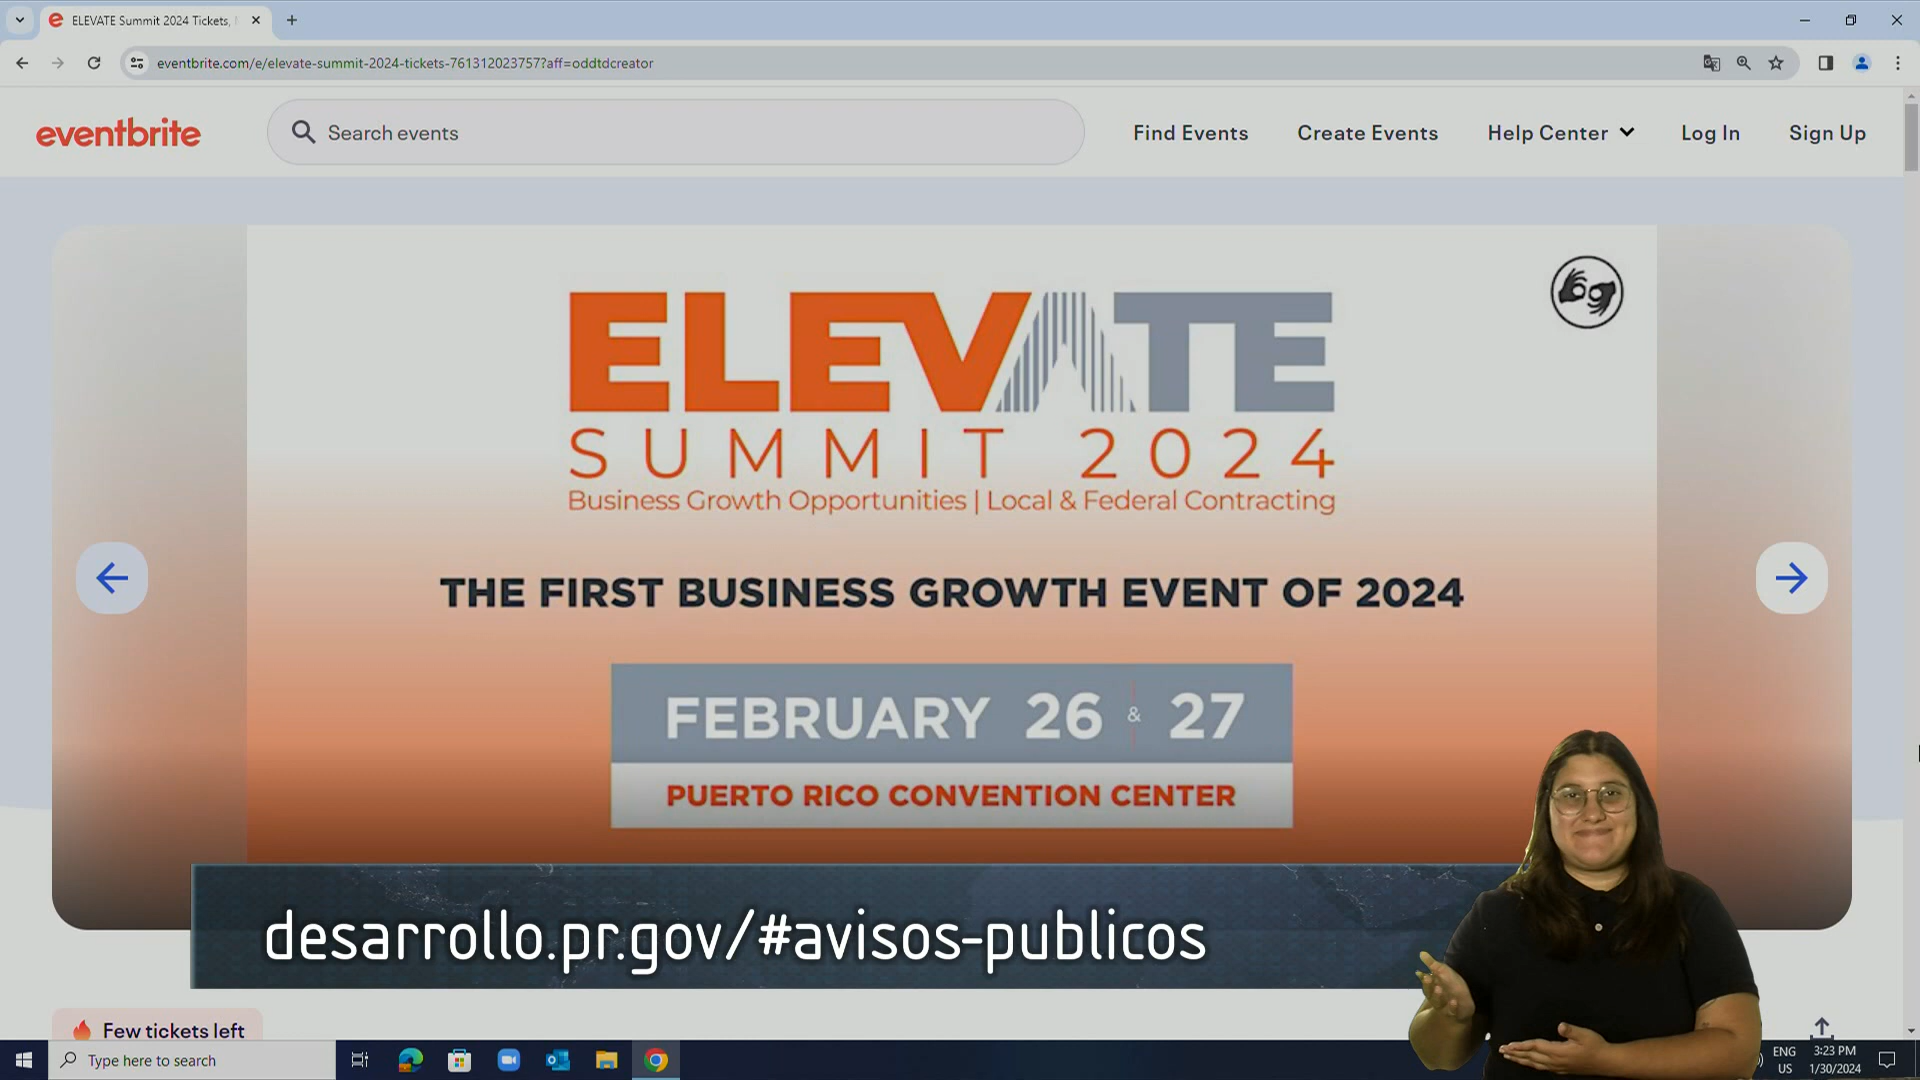 ELEVATE Summit 2024 Tickets,
eventbrite.com/e/elevate-summit-2024-tickets-761312023757?aff=oddtdcreator
eventbrite
Search events
Find Events
Create Events
Help Center
Log In
Sign Up
ELEVATE
SUMMIT 2024
Business Growth Opportunities | Local & Federal Contracting
THE FIRST BUSINESS GROWTH EVENT OF 2024
FEBRUARY 26 & 27
PUERTO RICO CONVENTION CENTER
desarrollo.pr.gov/#avisos-publicos
Few tickets left
Type here to search
ENG
US
3:23 PM
1/30/2024